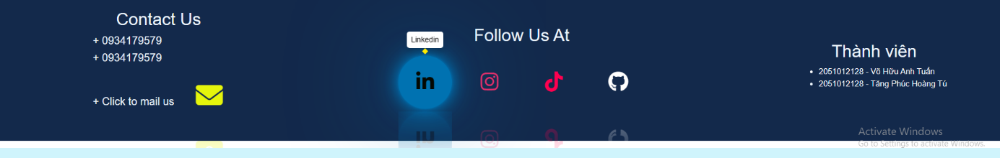 Contact Us
+ 0934179579
+ 0934179579
+ Click to mail us
Linkedin
Follow Us At
in
Thành viên
2051012128 - Võ Hữu Anh Tuấn
2051012128 - Tăng Phúc Hoàng Tú
Activate Windows
Go to Settings to activate Windows.